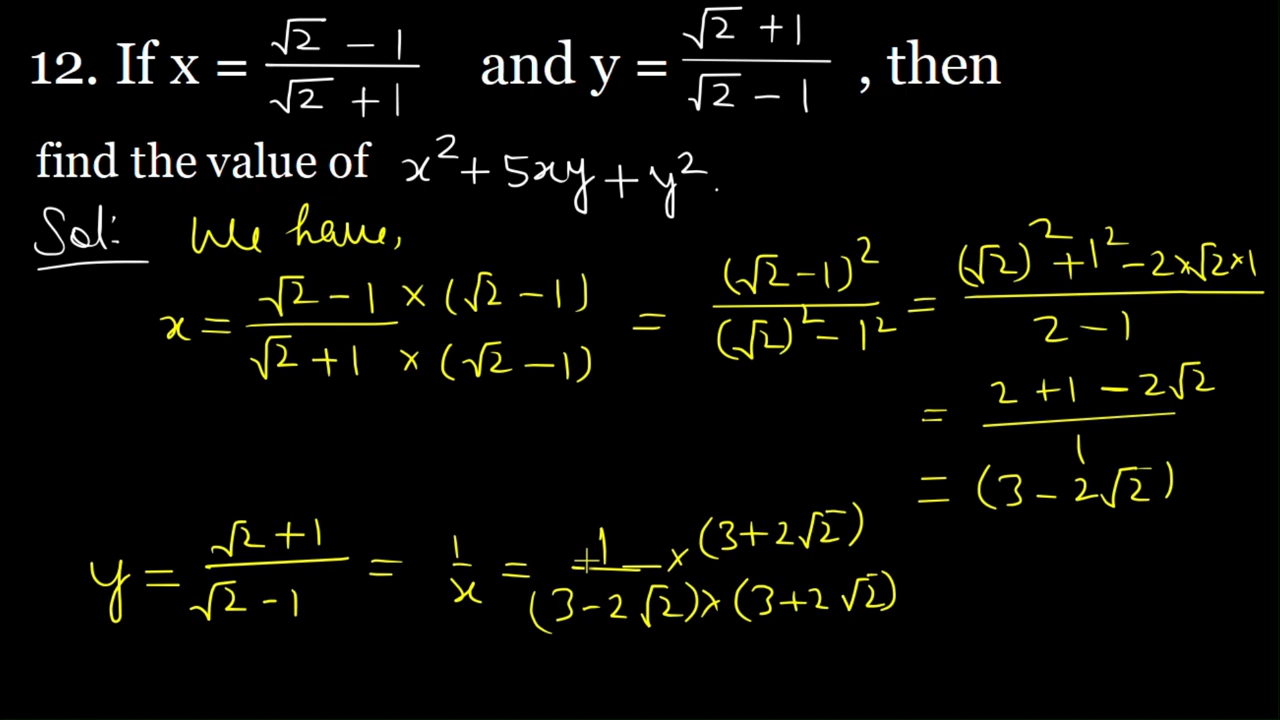 12. If x = (√2 - 1)/(√2 + 1) and y = (√2 + 1)/(√2 - 1) , then
find the value of x² + 5xy + y².
Sol: We have,
x = (√2 - 1 × (√2 - 1))/(√2 + 1 × (√2 - 1)) = (√2 - 1)²/((√2)² - 1²) = ((√2)² + 1² - 2×√2×1)/(2 - 1)
= (2 + 1 - 2√2)/1
= (3 - 2√2)
y = (√2 + 1)/(√2 - 1) = 1/x = (1 × (3 + 2√2))/((3 - 2√2) × (3 + 2√2))